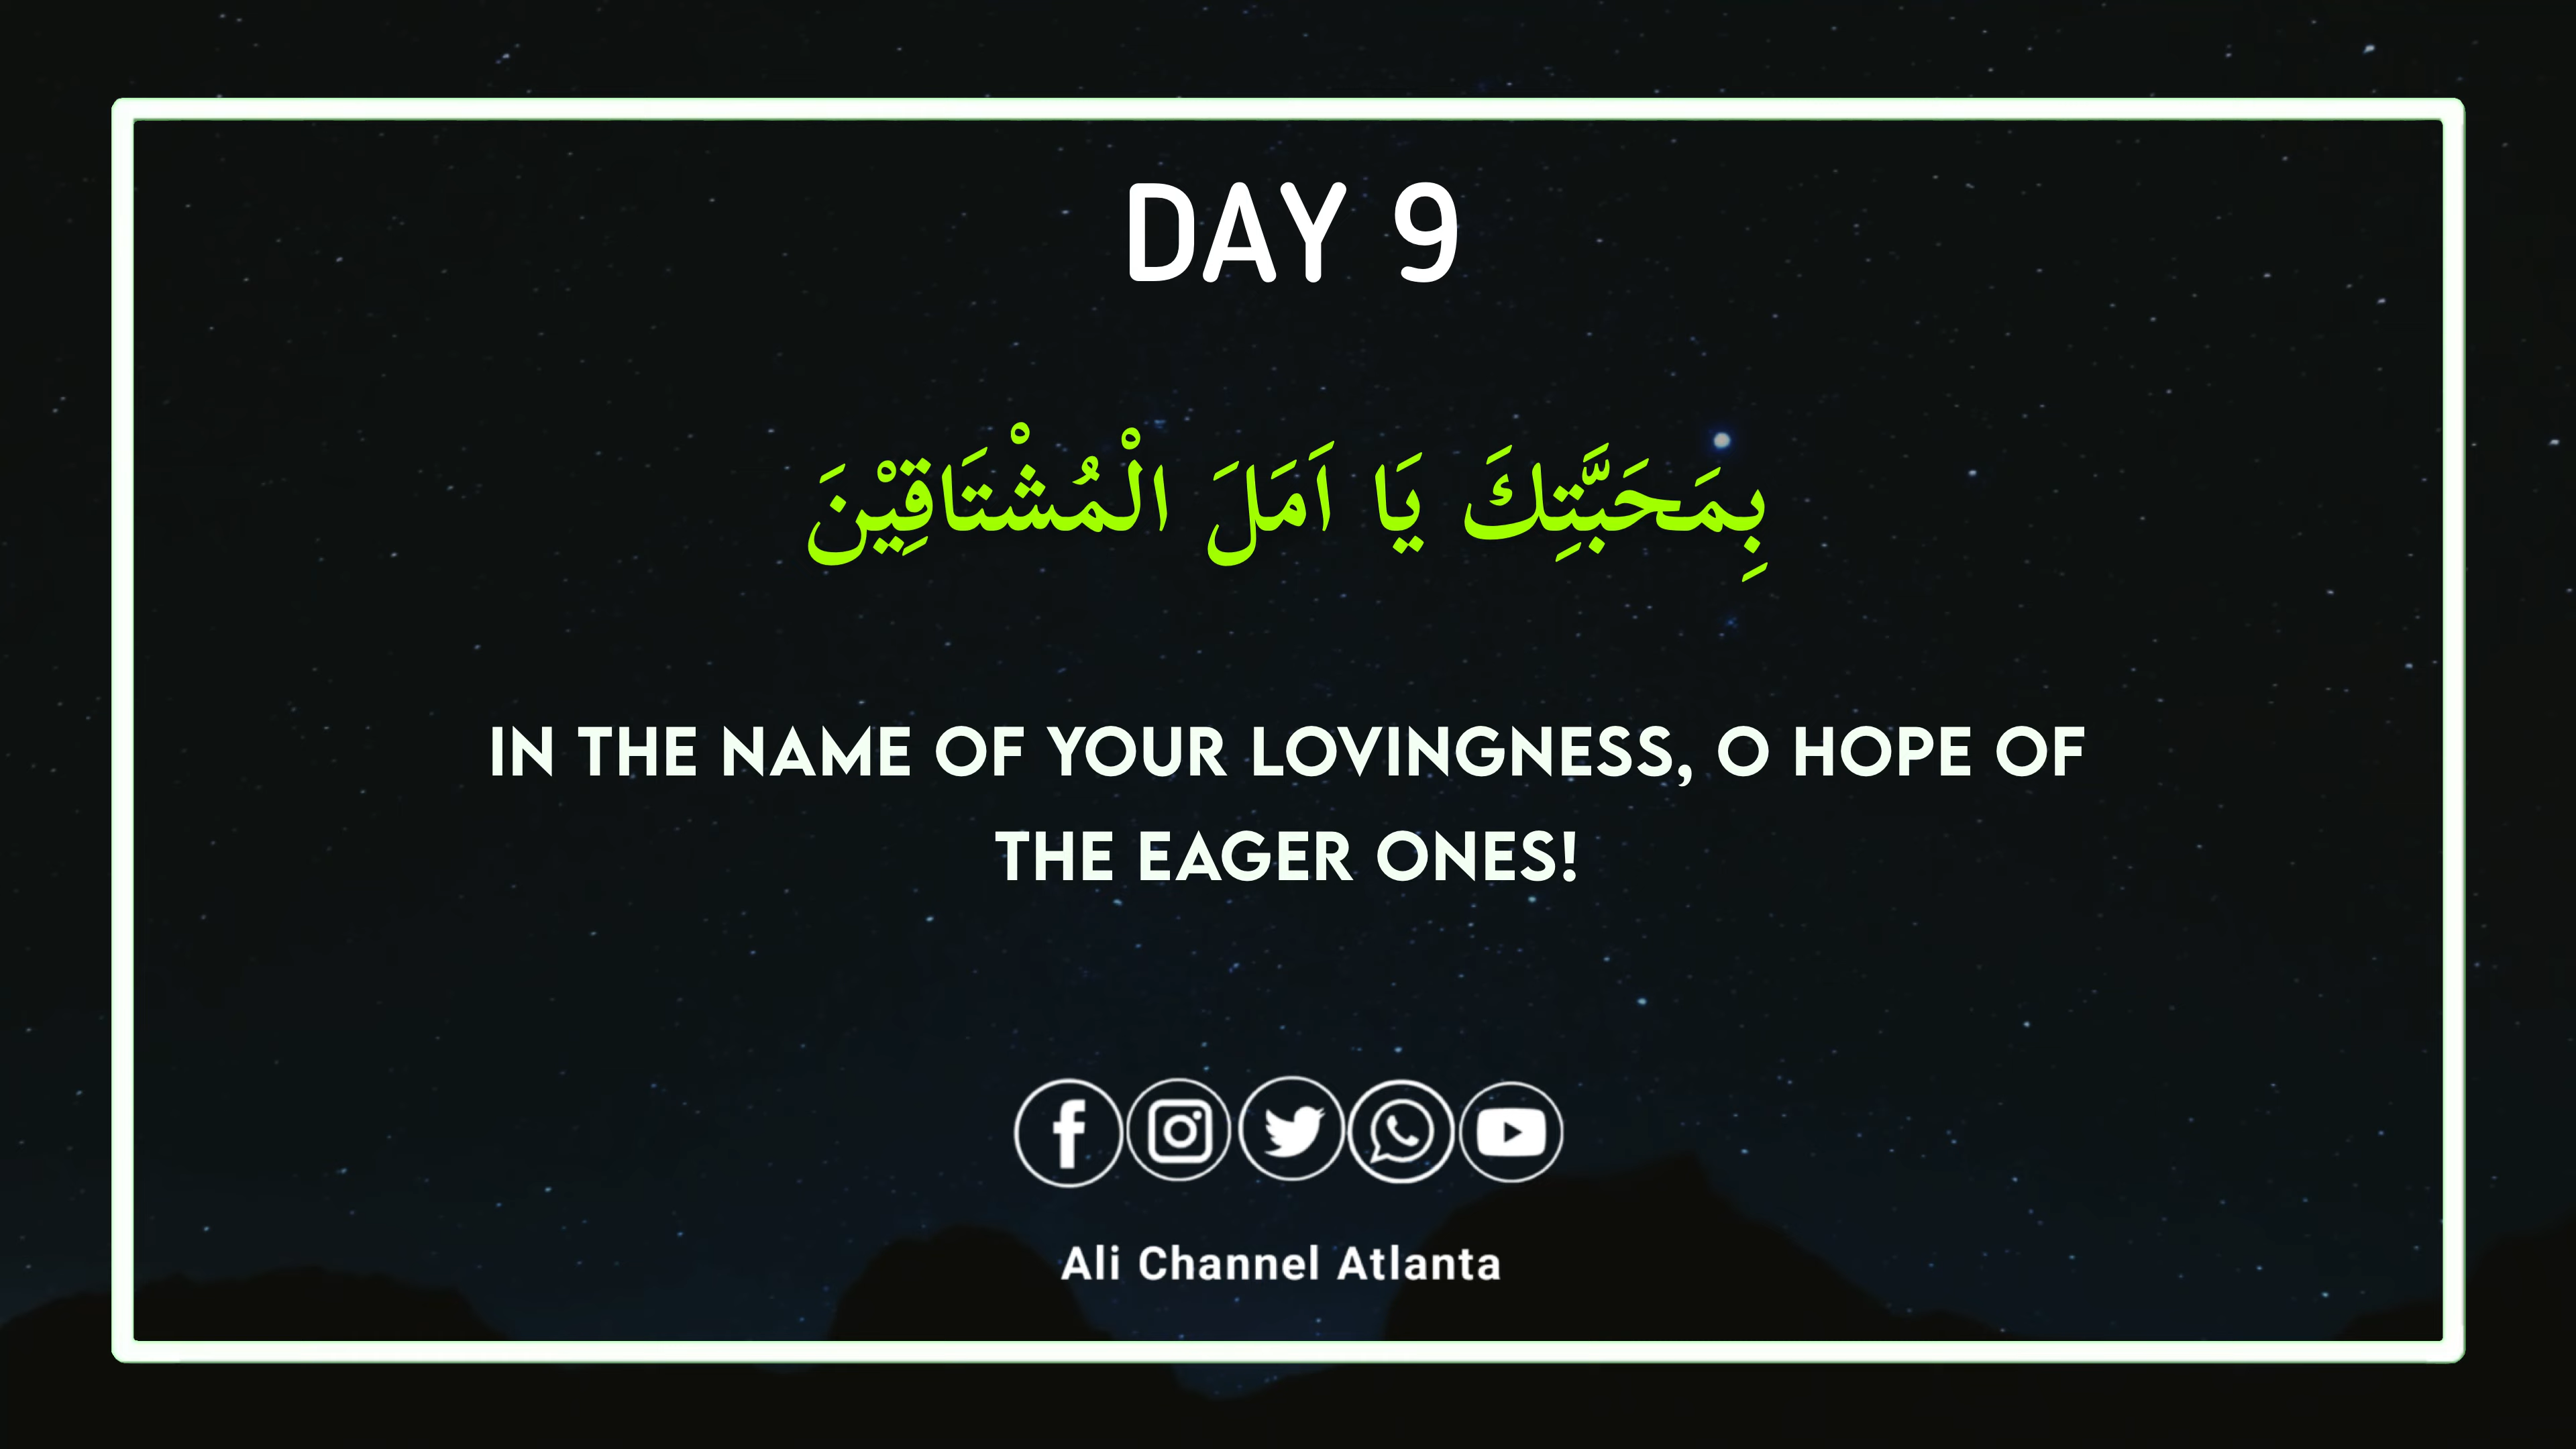 DAY 9
بِمَحَبَّتِكَ يَا اَمَلَ الْمُشْتَاقِيْنَ
IN THE NAME OF YOUR LOVINGNESS, O HOPE OF
THE EAGER ONES!
Ali Channel Atlanta